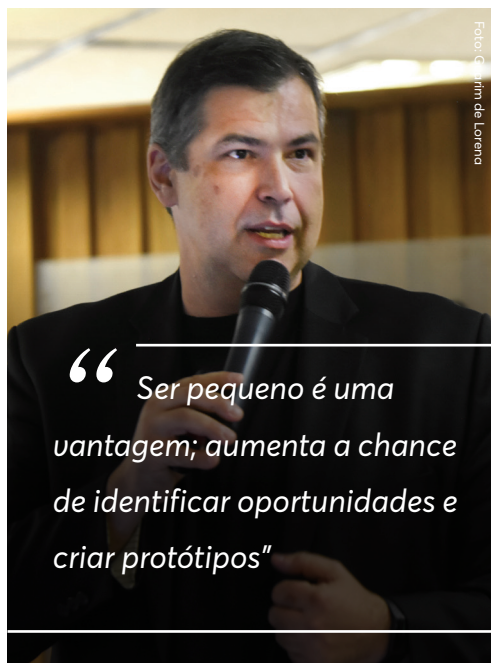 Foto: de Lorena
“ Ser pequeno é uma
vantagem; aumenta a chance
de identificar oportunidades e
criar protótipos”